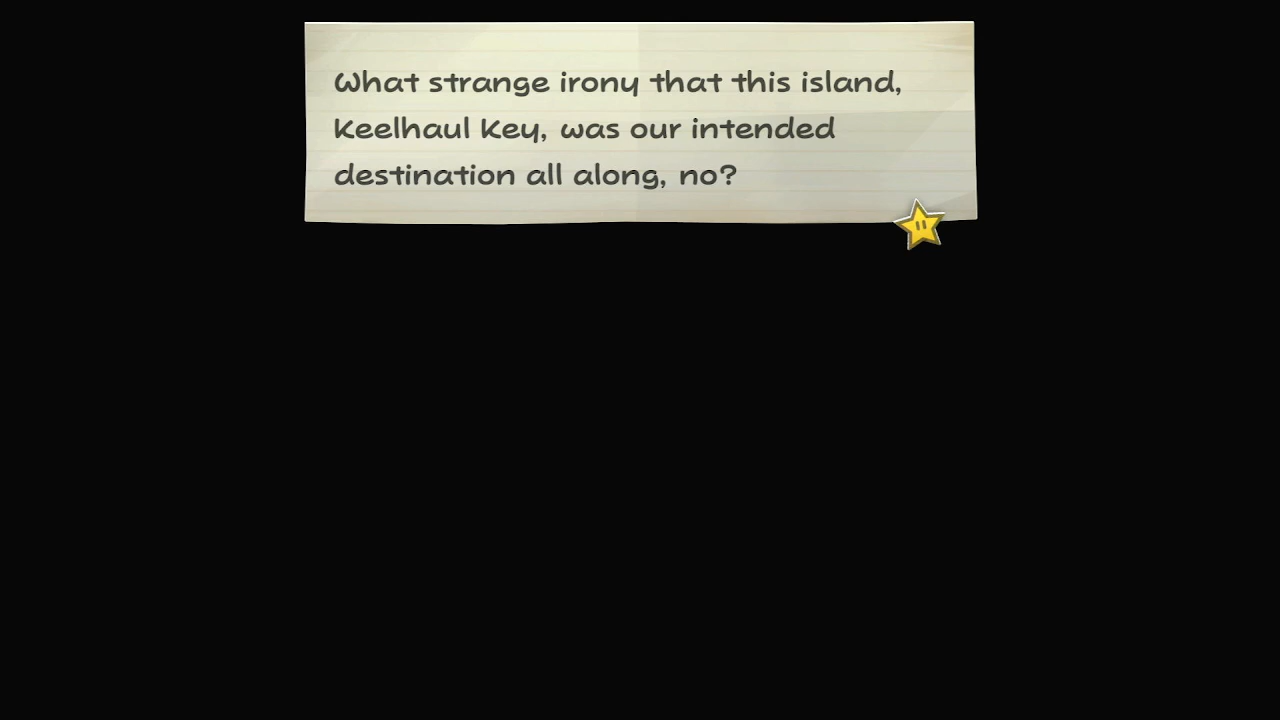 What strange irony that this island,
Keelhaul Key, was our intended
destination all along, no?